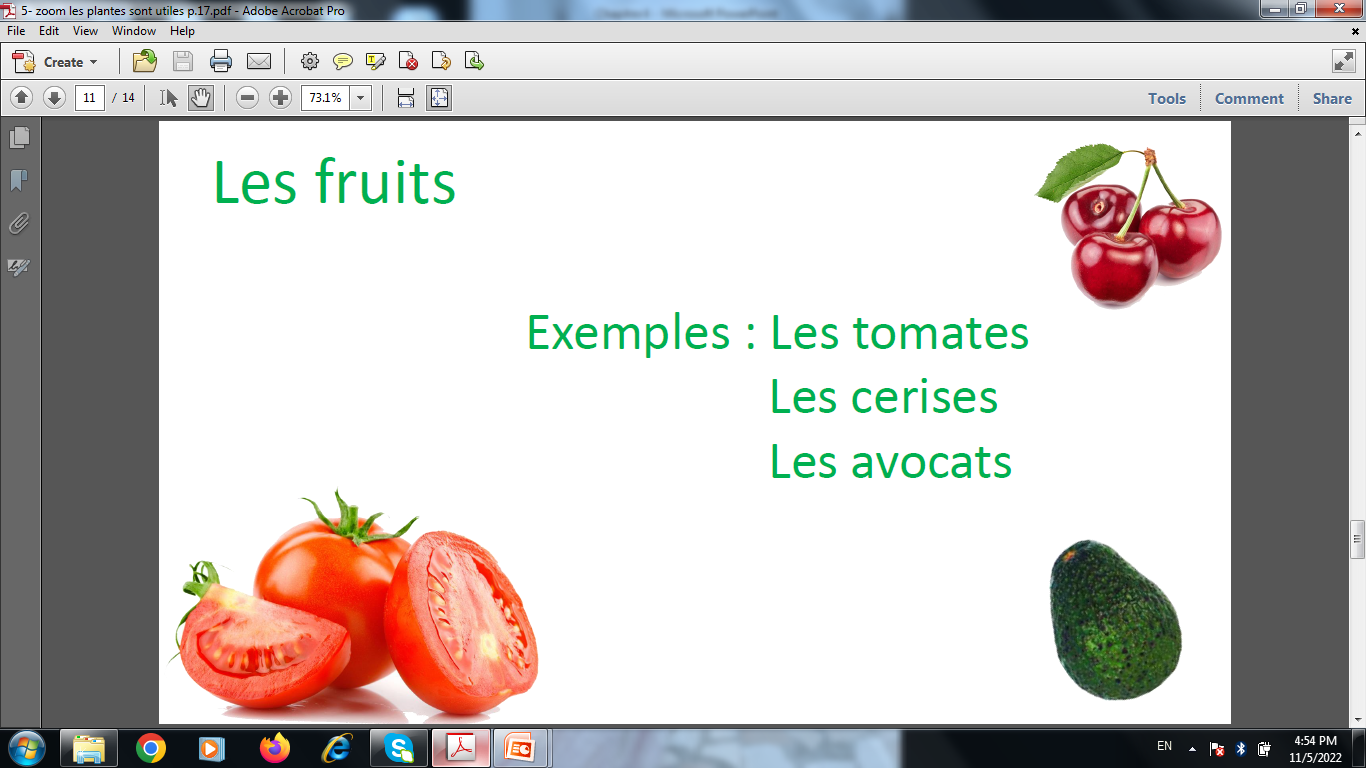 5- zoom les plantes sont utiles p.17.pdf - Adobe Acrobat Pro
File Edit View Window Help
Create
11 / 14 73.1% Tools Comment Share
Les fruits
Exemples : Les tomates
Les cerises
Les avocats
EN
4:54 PM
11/5/2022